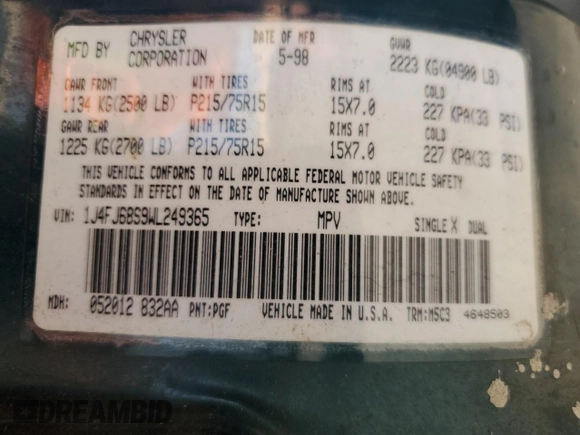 MFD BY CHRYSLER CORPORATION DATE OF MFR 5-98 GVWR 2223 KG(04900 LB)
GAWR FRONT WITH TIRES RIMS AT COLD
1134 KG(2500 LB) P215/75R15 15X7.0 227 KPA(33 PSI)
GAWR REAR WITH TIRES RIMS AT COLD
1225 KG(2700 LB) P215/75R15 15X7.0 227 KPA(33 PSI)
THIS VEHICLE CONFORMS TO ALL APPLICABLE FEDERAL MOTOR VEHICLE SAFETY
STANDARDS IN EFFECT ON THE DATE OF MANUFACTURE SHOWN ABOVE.
VIN: 1J4FJ68S9WL249365 TYPE: MPV SINGLE X DUAL
MDH: 052012 832AA PNT:PGF VEHICLE MADE IN U.S.A. TRM:M5C3 4648503
DREAMBID